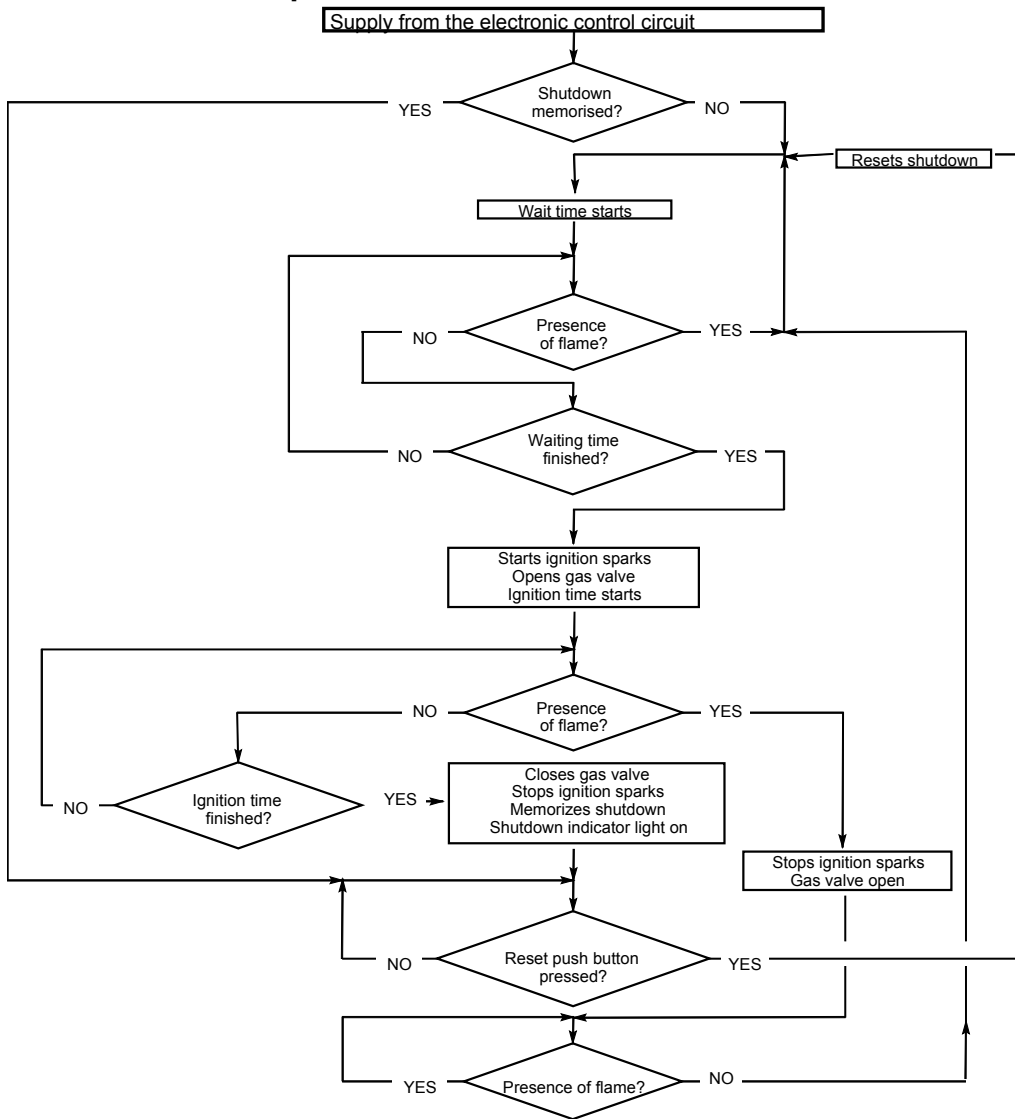 Supply from the electronic control circuit
Shutdown
memorised?
YES
NO
Resets shutdown
Wait time starts
Presence
of flame?
NO
YES
Waiting time
finished?
NO
YES
Starts ignition sparks
Opens gas valve
Ignition time starts
Presence
of flame?
NO
YES
Ignition time
finished?
NO
YES
Closes gas valve
Stops ignition sparks
Memorizes shutdown
Shutdown indicator light on
Stops ignition sparks
Gas valve open
Reset push button
pressed?
NO
YES
Presence of flame?
YES
NO